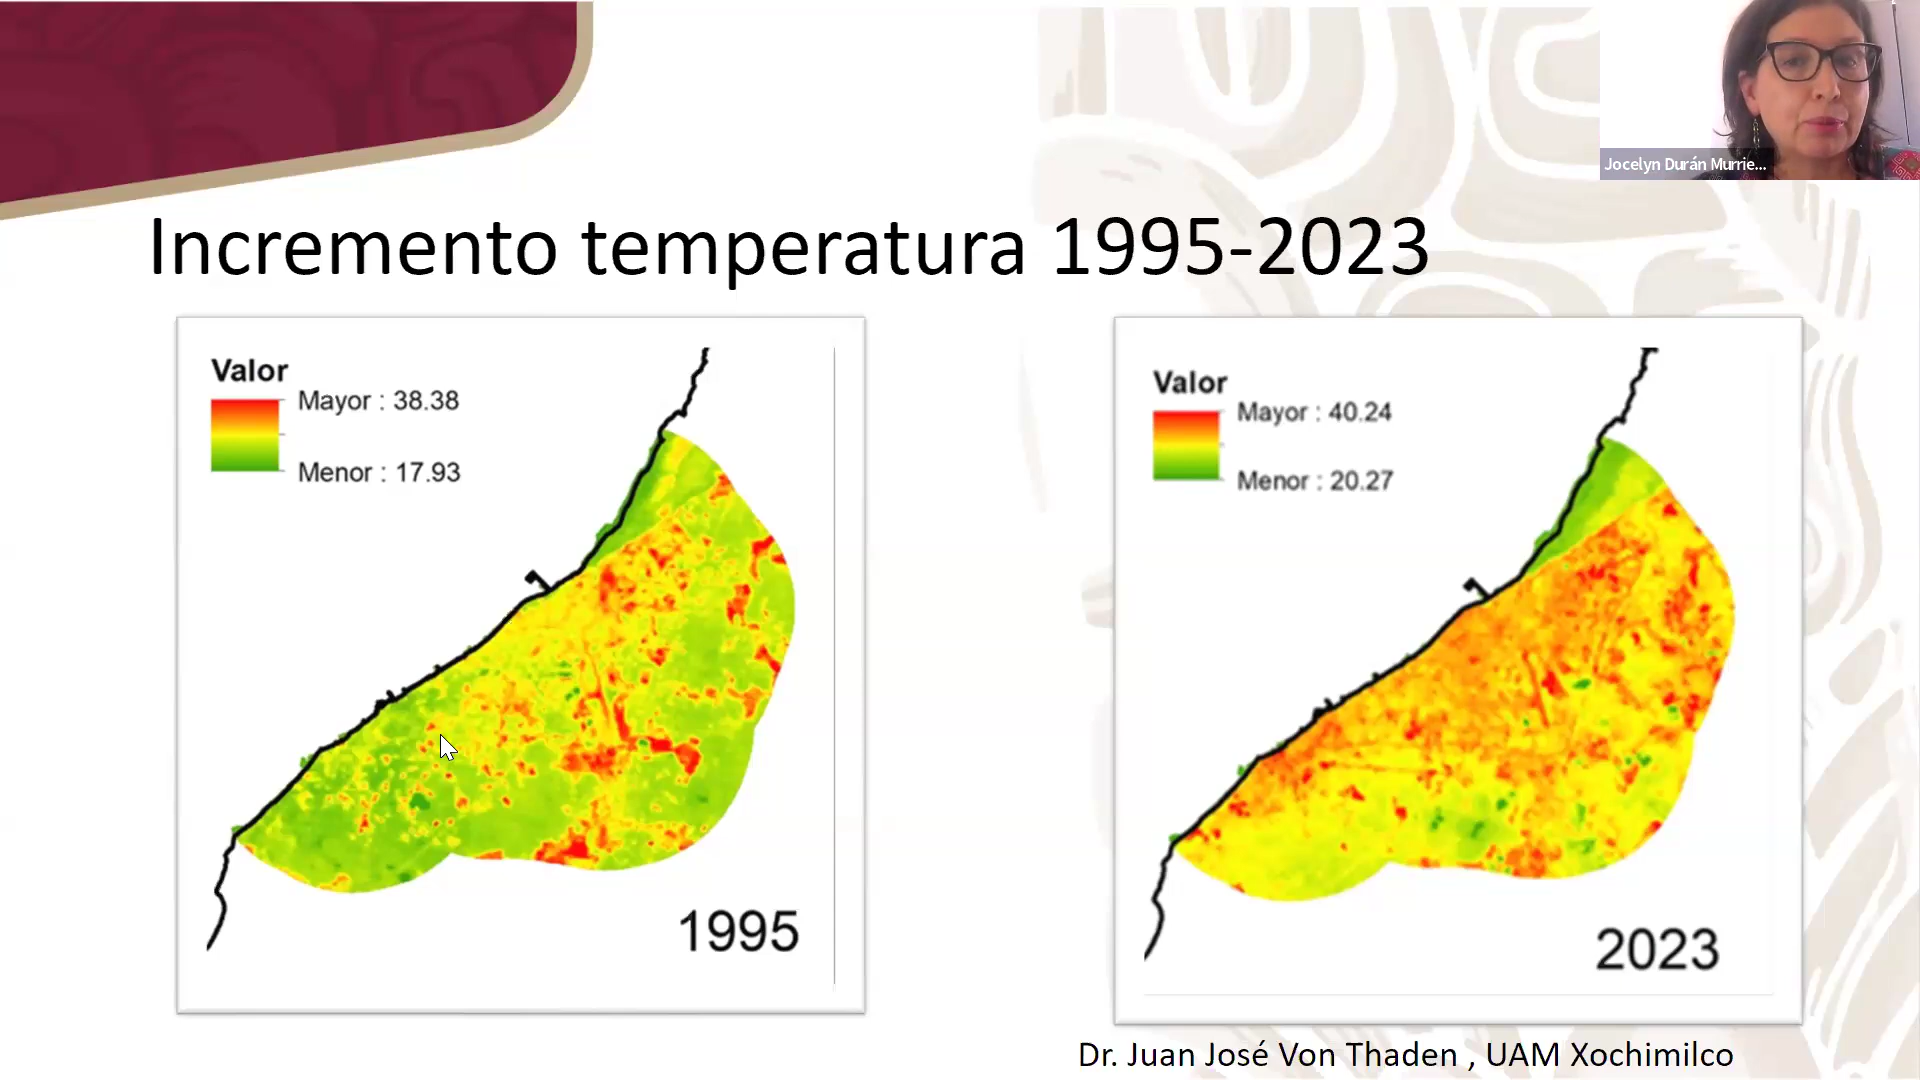 Jocelyn Durán Murrie...
Incremento temperatura 1995-2023
Valor
Mayor : 38.38
Menor : 17.93
1995
Valor
Mayor : 40.24
Menor : 20.27
2023
Dr. Juan José Von Thaden , UAM Xochimilco